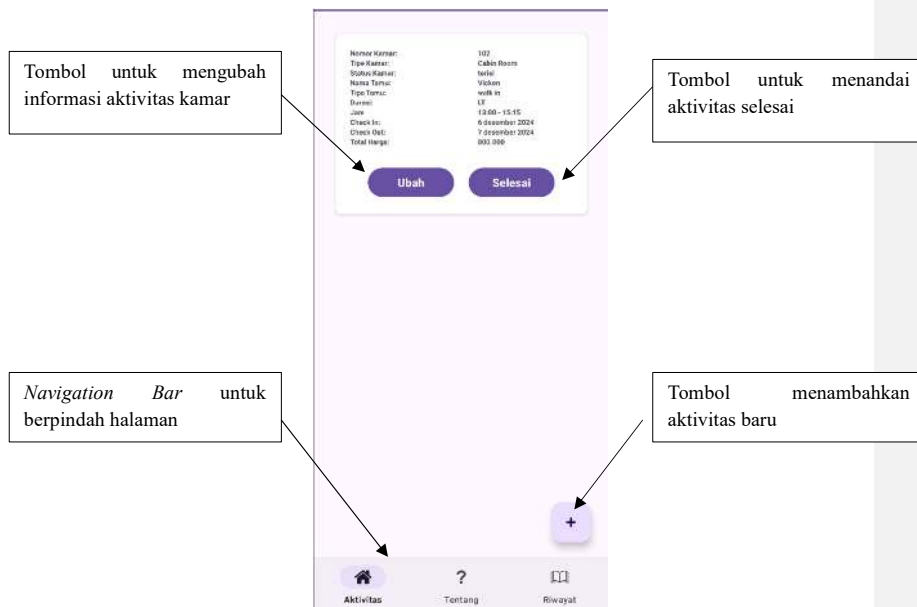 Tombol untuk mengubah
informasi aktivitas kamar
Nomor Kamar: 102
Tipe Kamar: Cabin Room
Status Kamar: terisi
Nama Tamu: Vicken
Tipe Tamu: walk in
Durasi: LT
Jam 13:00 - 15:15
Check In: 6 desember 2024
Check Out: 7 desember 2024
Total Harga: 000.000
Ubah Selesai
Tombol untuk menandai
aktivitas selesai
Navigation Bar untuk
berpindah halaman
Tombol menambahkan
aktivitas baru
+
?
Aktivitas Tentang Riwayat